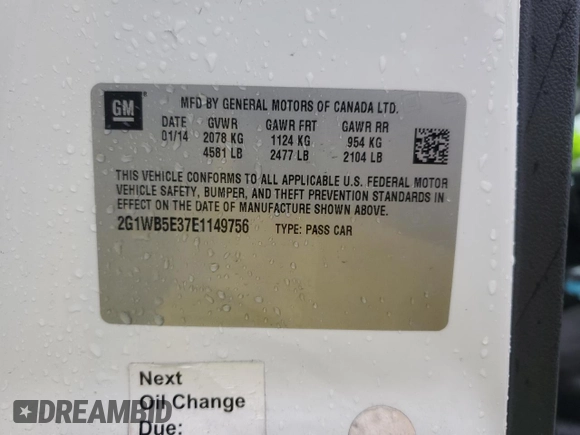 GM
MFD BY GENERAL MOTORS OF CANADA LTD.
DATE GVWR GAWR FRT GAWR RR
01/14 2078 KG 1124 KG 954 KG
4581 LB 2477 LB 2104 LB
THIS VEHICLE CONFORMS TO ALL APPLICABLE U.S. FEDERAL MOTOR
VEHICLE SAFETY, BUMPER, AND THEFT PREVENTION STANDARDS IN
EFFECT ON THE DATE OF MANUFACTURE SHOWN ABOVE.
2G1WB5E37E1149756 TYPE: PASS CAR
Next
Oil Change
Due:
DREAMBID